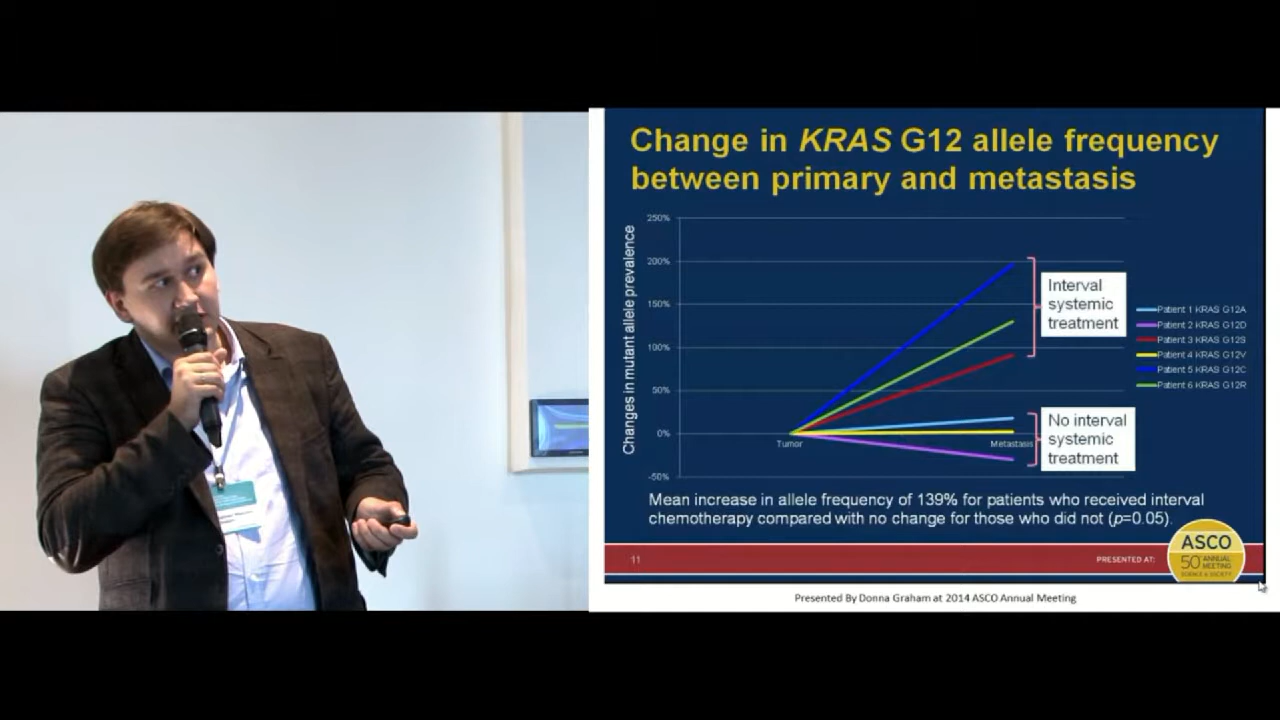 Change in KRAS G12 allele frequency
between primary and metastasis
Changes in mutant allele prevalence
250%
200%
150%
100%
50%
0%
-50%
Tumor
Metastasis
Interval
systemic
treatment
No interval
systemic
treatment
Patient 1 KRAS G12A
Patient 2 KRAS G12D
Patient 3 KRAS G12S
Patient 4 KRAS G12V
Patient 5 KRAS G12C
Patient 6 KRAS G12R
Mean increase in allele frequency of 139% for patients who received interval
chemotherapy compared with no change for those who did not (p=0.05).
11
PRESENTED AT:
ASCO
50
ANNUAL
MEETING
SCIENCE & SOCIETY
Presented By Donna Graham at 2014 ASCO Annual Meeting